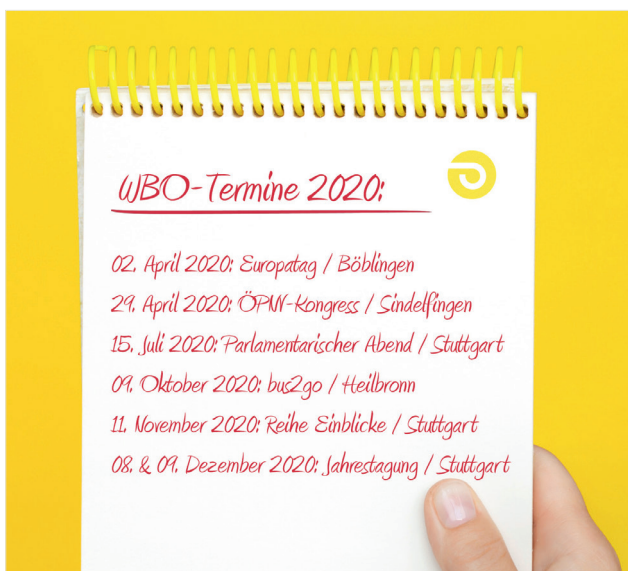 WBO-Termine 2020:
02. April 2020: Europatag / Böblingen
29. April 2020: ÖPNV-Kongress / Sindelfingen
15. Juli 2020: Parlamentarischer Abend / Stuttgart
09. Oktober 2020: bus2go / Heilbronn
11. November 2020: Reihe Einblicke / Stuttgart
08. & 09. Dezember 2020: Jahrestagung / Stuttgart